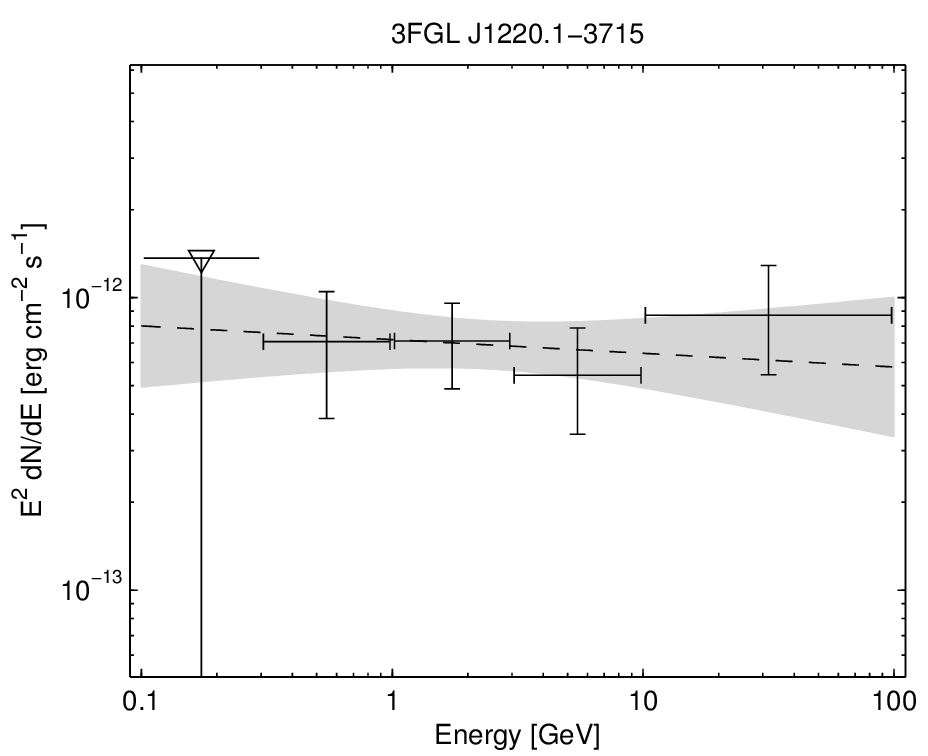 3FGL J1220.1−3715
E² dN/dE [erg cm⁻² s⁻¹]
10⁻¹²
10⁻¹³
0.1 1 10 100
Energy [GeV]